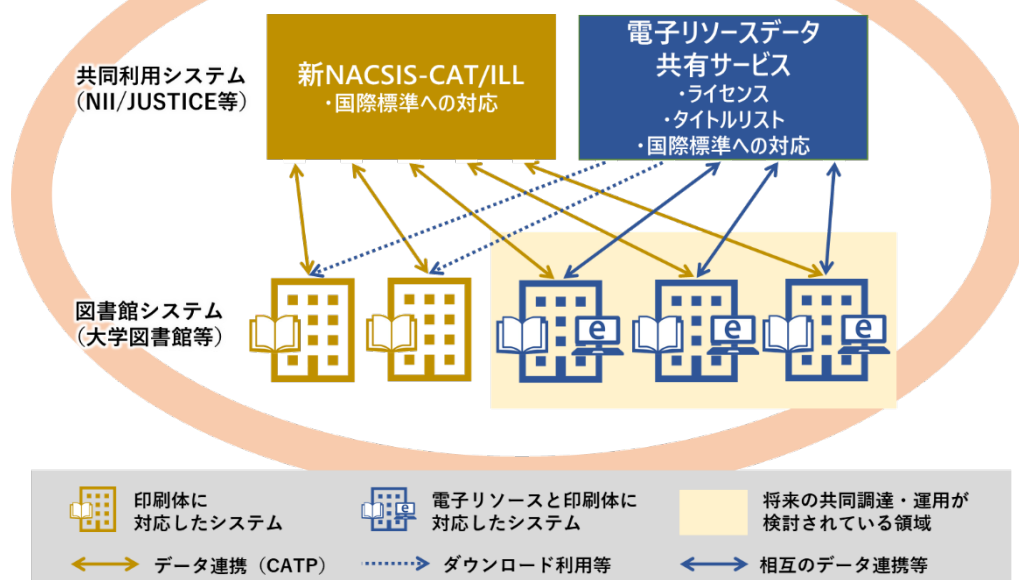 共同利用システム
（NII/JUSTICE等）
新NACSIS-CAT/ILL
・国際標準への対応
電子リソースデータ
共有サービス
・ライセンス
・タイトルリスト
・国際標準への対応
図書館システム
（大学図書館等）
e
e
e
印刷体に
対応したシステム
e
電子リソースと印刷体に
対応したシステム
将来の共同調達・運用が
検討されている領域
データ連携（CATP）
ダウンロード利用等
相互のデータ連携等